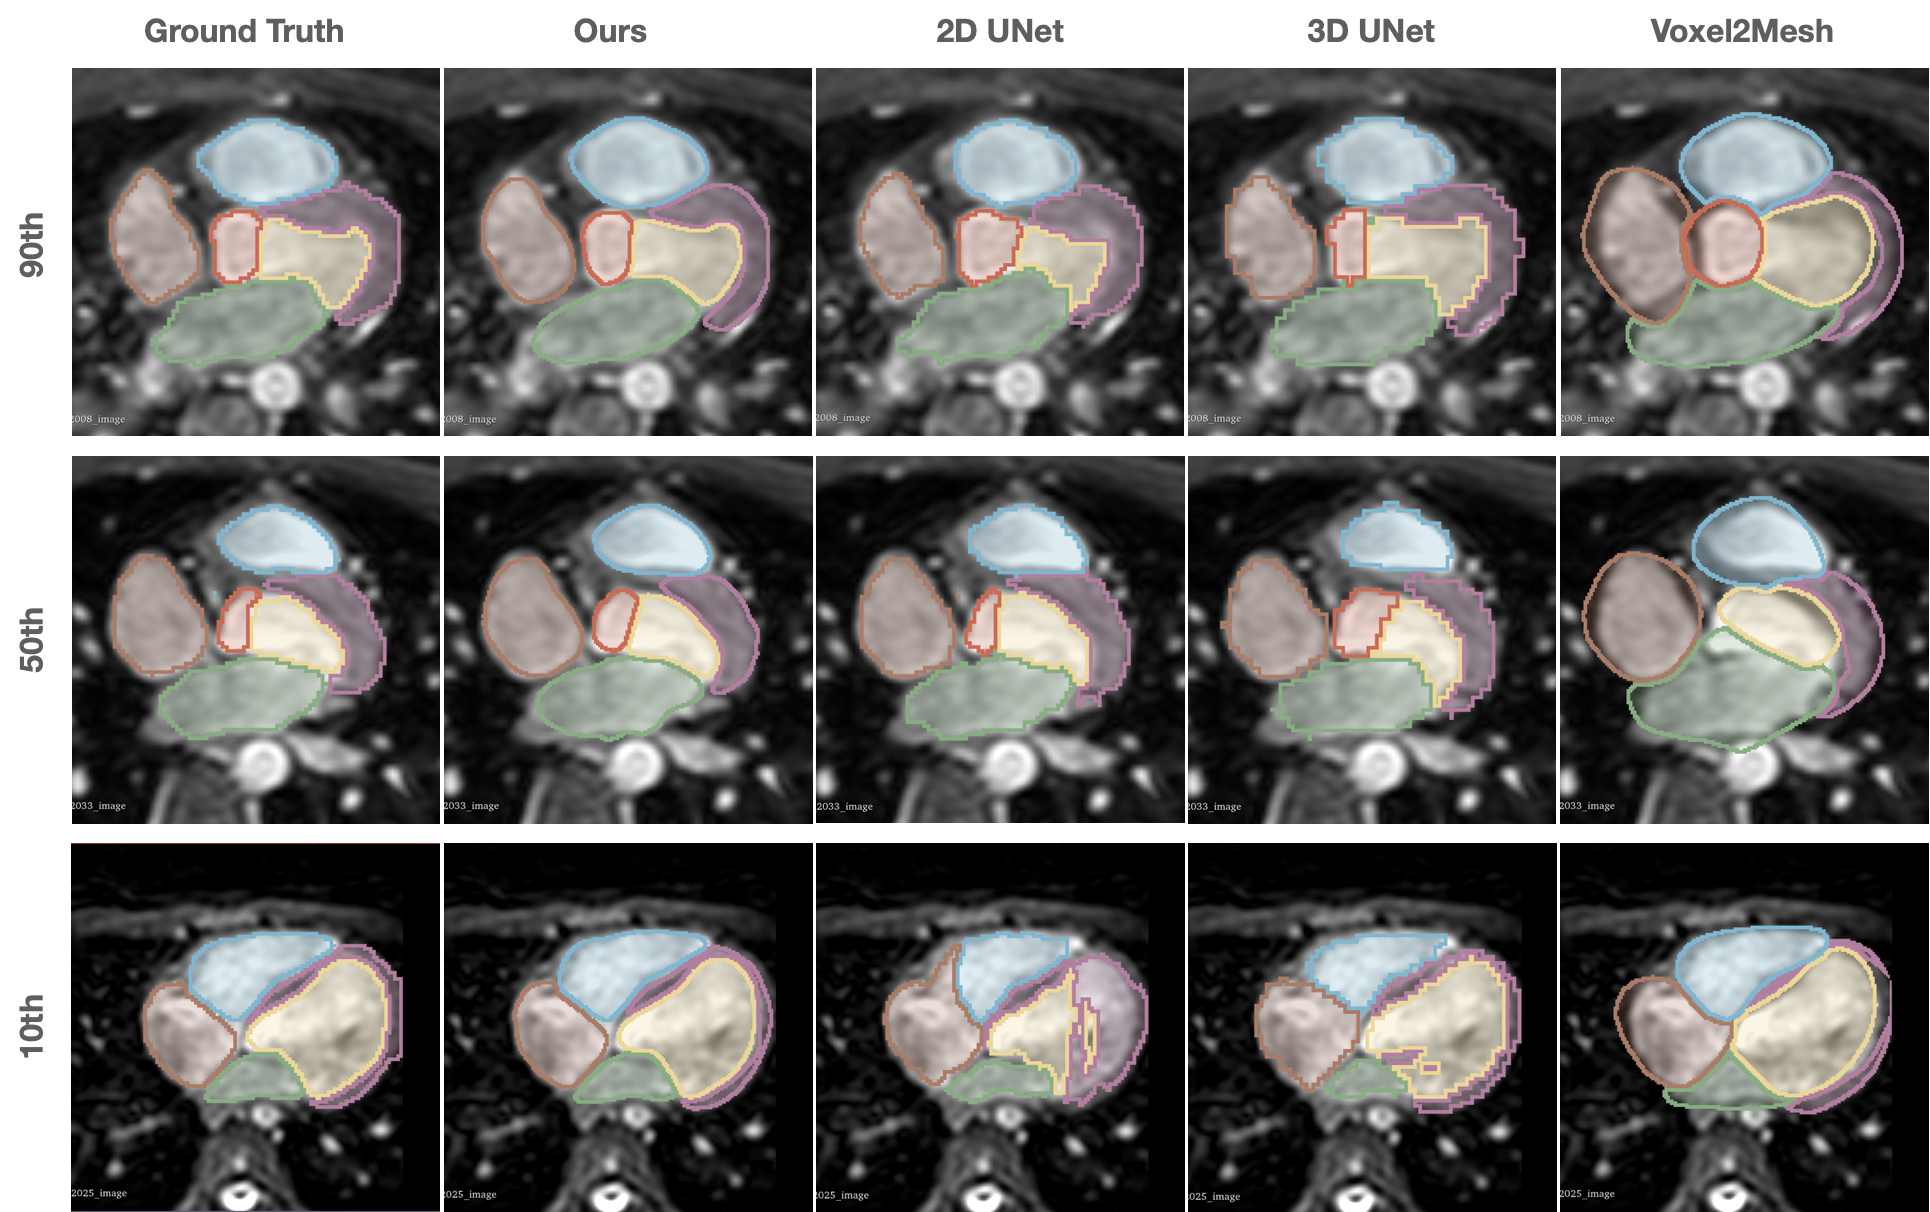 Ground Truth Ours 2D UNet 3D UNet Voxel2Mesh
90th
2008_image 2008_image 2008_image 2008_image 2008_image
50th
2033_image 2033_image 2033_image 2033_image 2033_image
10th
2025_image 2025_image 2025_image 2025_image 2025_image